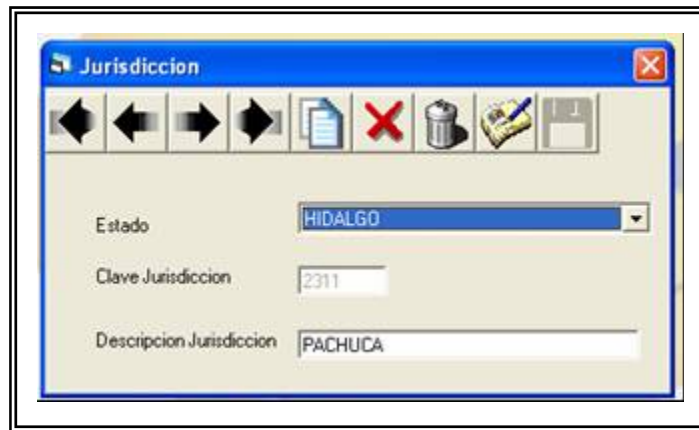 Jurisdiccion
Estado HIDALGO
Clave Jurisdiccion 2311
Descripcion Jurisdiccion PACHUCA